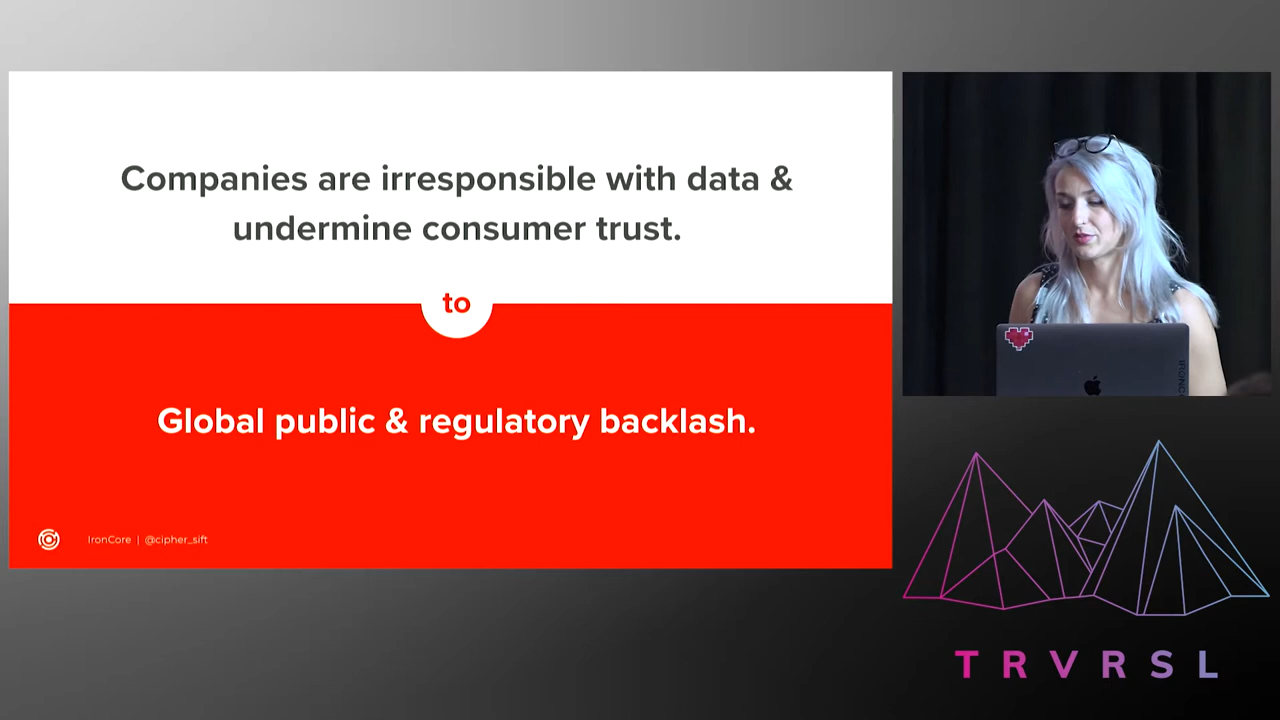 Companies are irresponsible with data &
undermine consumer trust.
to
Global public & regulatory backlash.
IronCore | @cipher_sift
TRVRSL